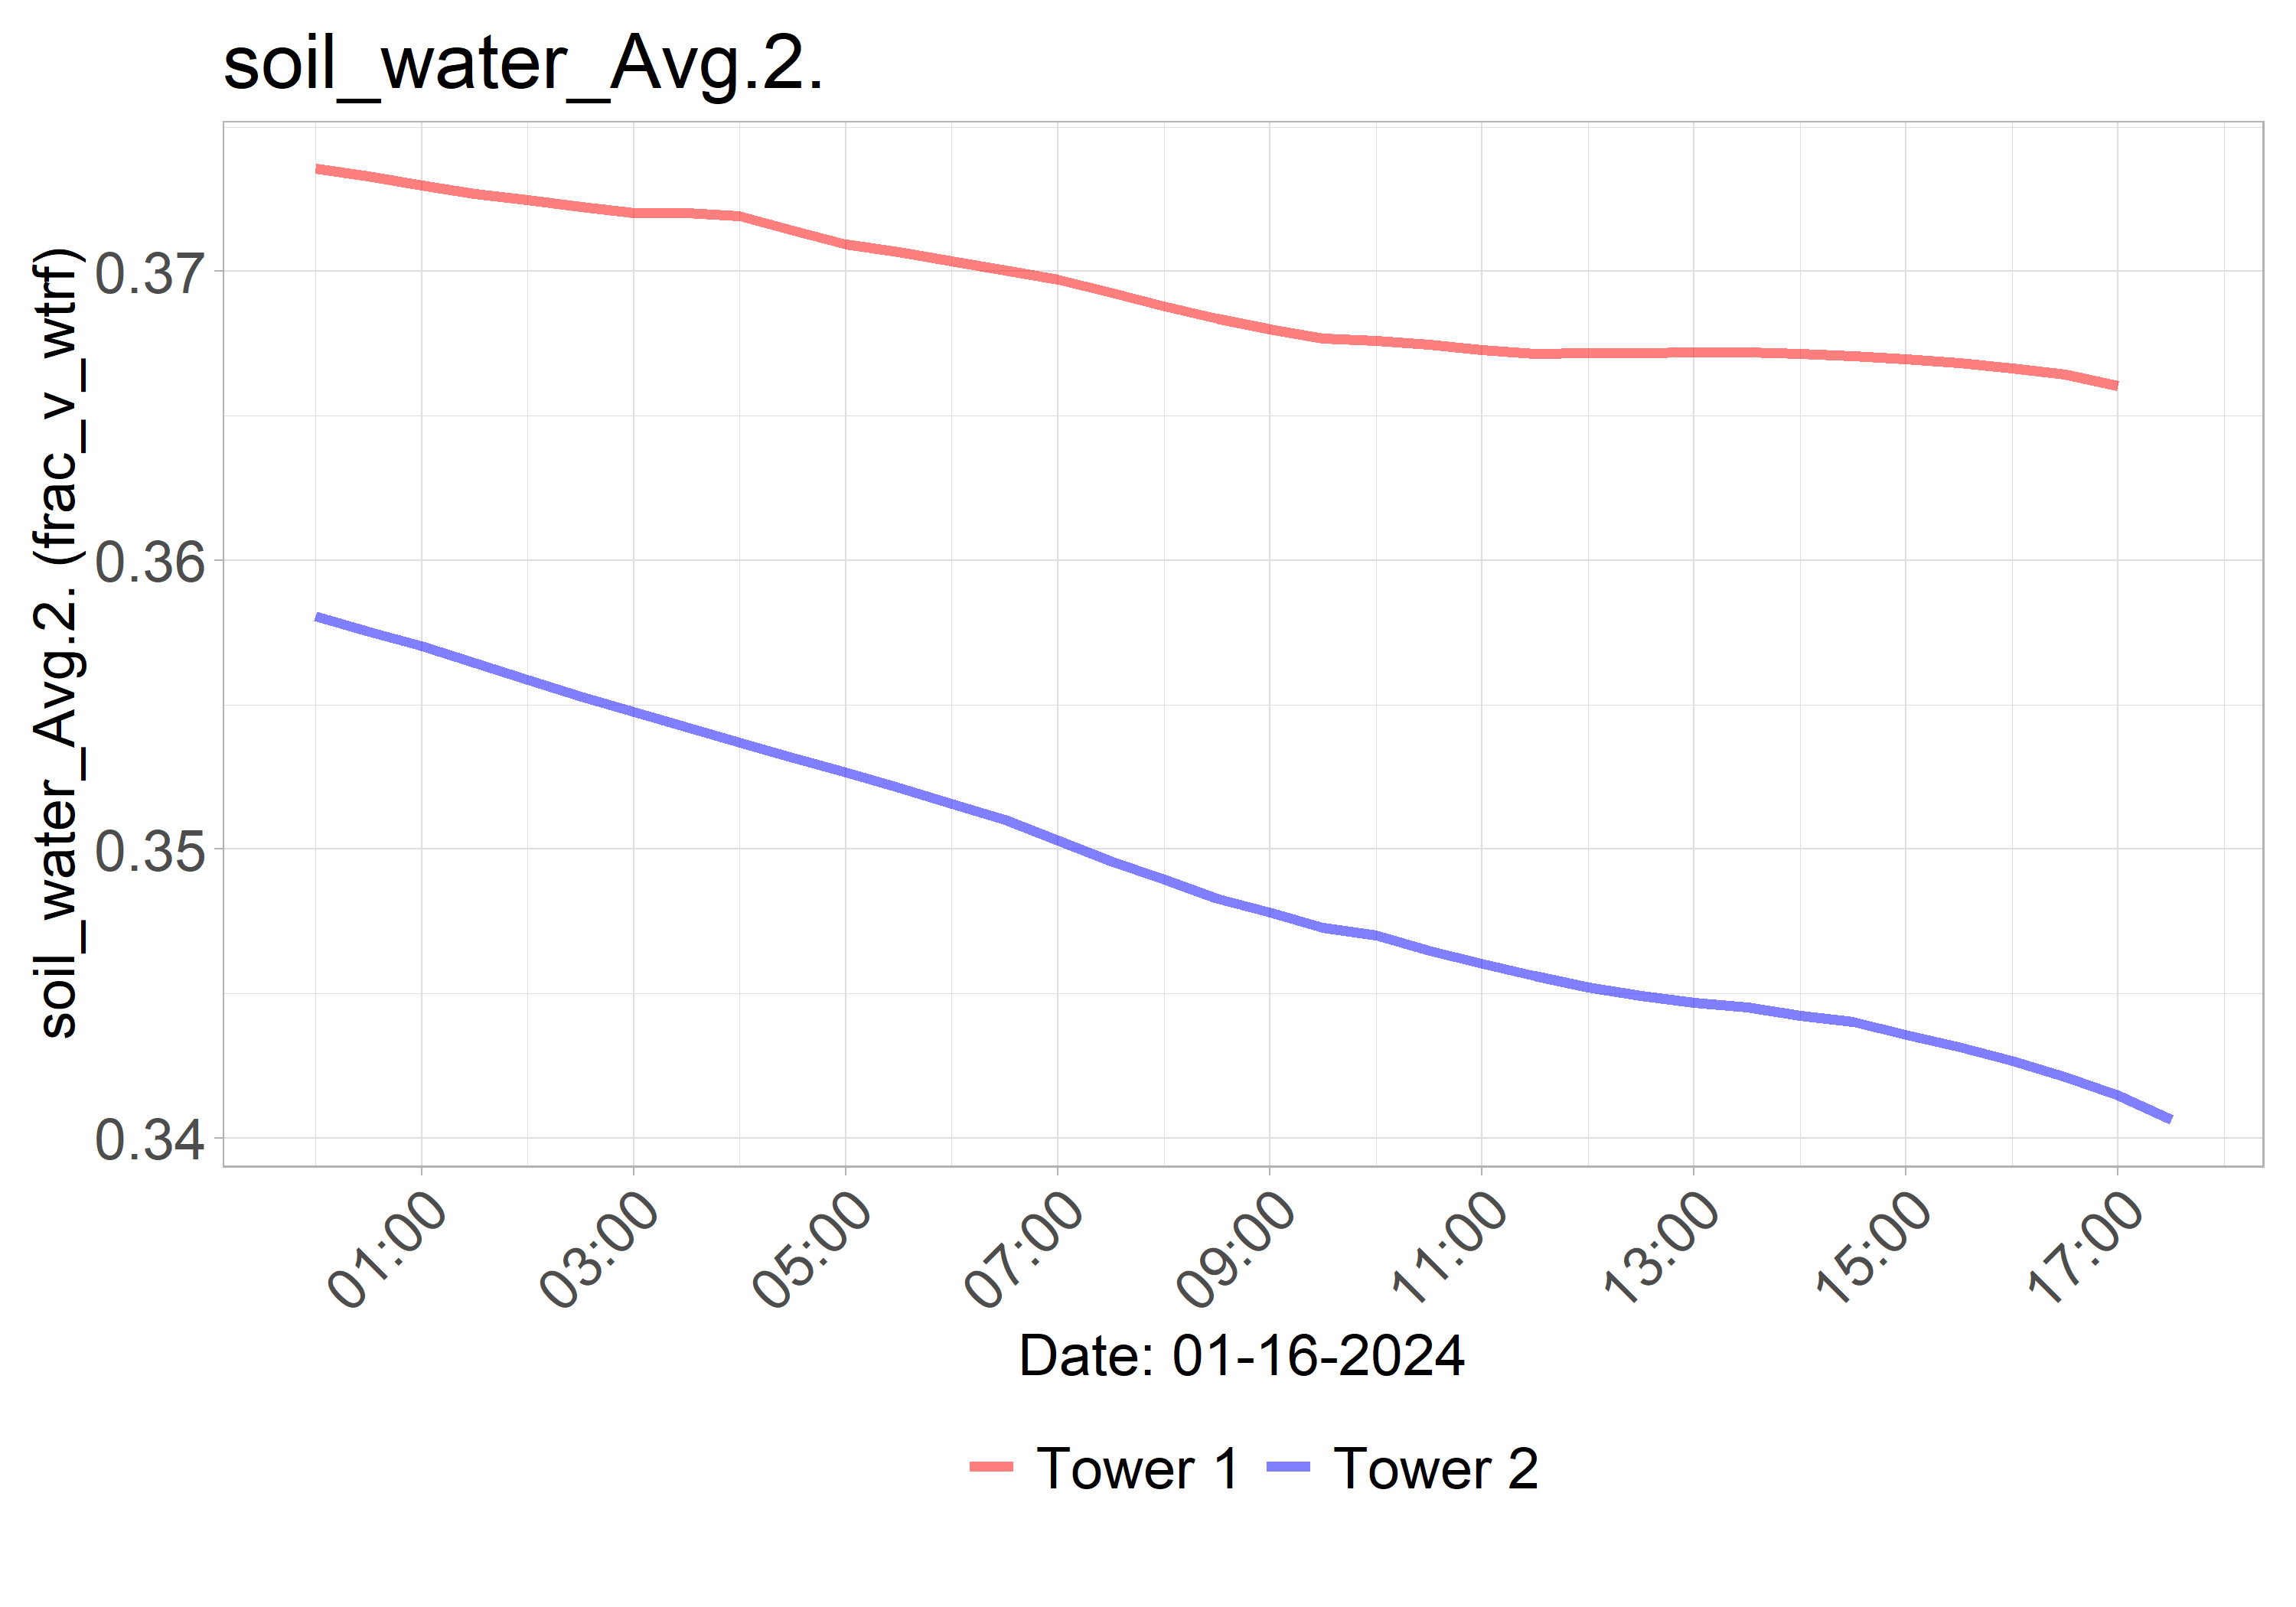 soil_water_Avg.2.
soil_water_Avg.2. (frac_v_wtrf)
0.37
0.36
0.35
0.34
01:00
03:00
05:00
07:00
09:00
11:00
13:00
15:00
17:00
Date: 01-16-2024
Tower 1
Tower 2